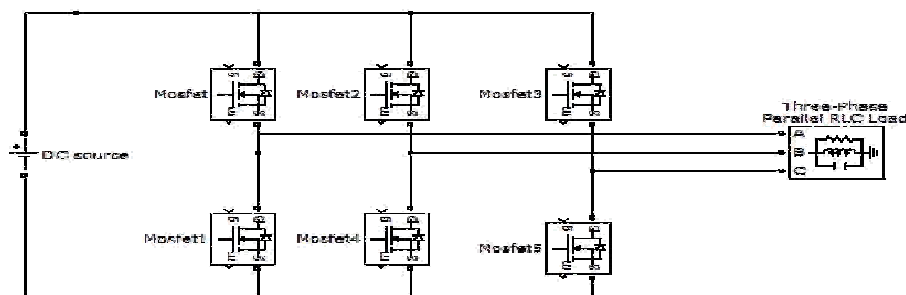 Mosfet
Mosfet2
Mosfet3
Three-Phase
Parallel RLC Load
A
B
C
DC source
Mosfet1
Mosfet4
Mosfet5